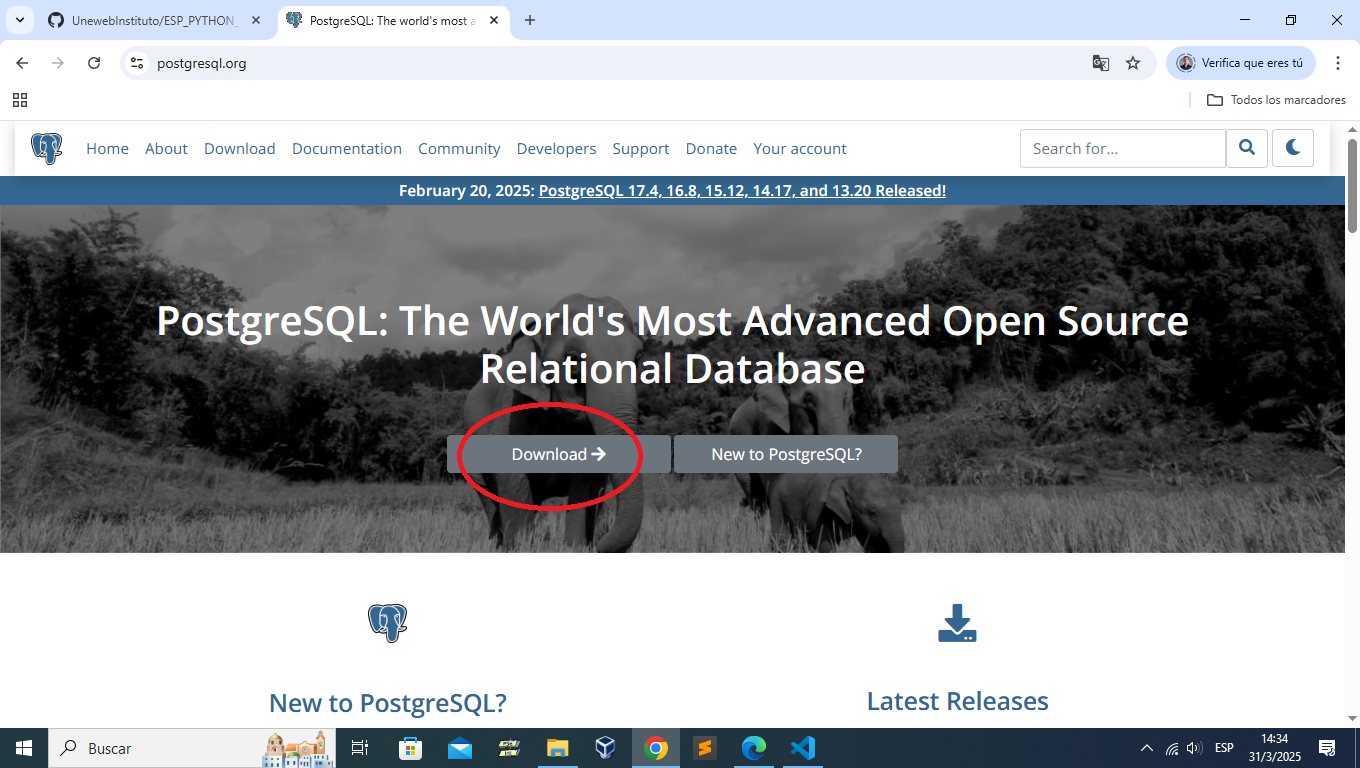 UnewebInstituto/ESP_PYTHON_
PostgreSQL: The world's most a
postgresql.org
Verifica que eres tú
Todos los marcadores
Home About Download Documentation Community Developers Support Donate Your account
Search for...
February 20, 2025: PostgreSQL 17.4, 16.8, 15.12, 14.17, and 13.20 Released!
PostgreSQL: The World's Most Advanced Open Source
Relational Database
Download
New to PostgreSQL?
New to PostgreSQL?
Latest Releases
Buscar
ESP
14:34
31/3/2025